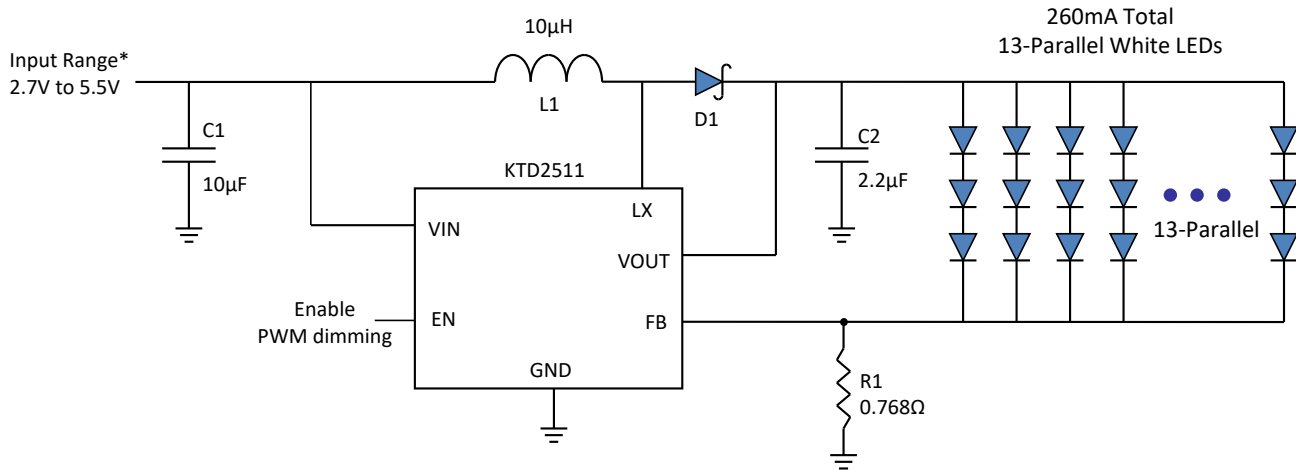 260mA Total
13-Parallel White LEDs
10µH
Input Range*
2.7V to 5.5V
L1
D1
C1
10µF
C2
2.2µF
KTD2511
LX
VIN
VOUT
13-Parallel
Enable
PWM dimming
EN
FB
GND
R1
0.768Ω